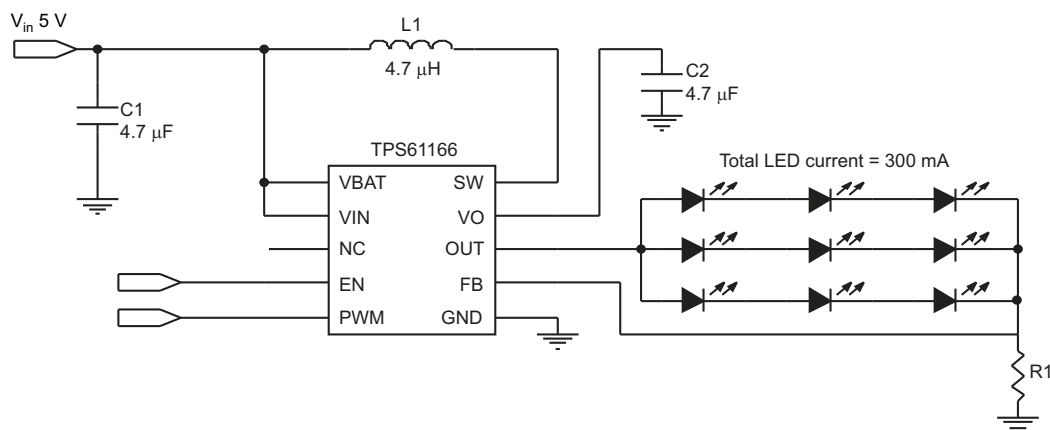 Vin 5 V
L1
4.7 μH
C1
4.7 μF
C2
4.7 μF
TPS61166
VBAT
SW
VIN
VO
NC
OUT
EN
FB
PWM
GND
Total LED current = 300 mA
R1